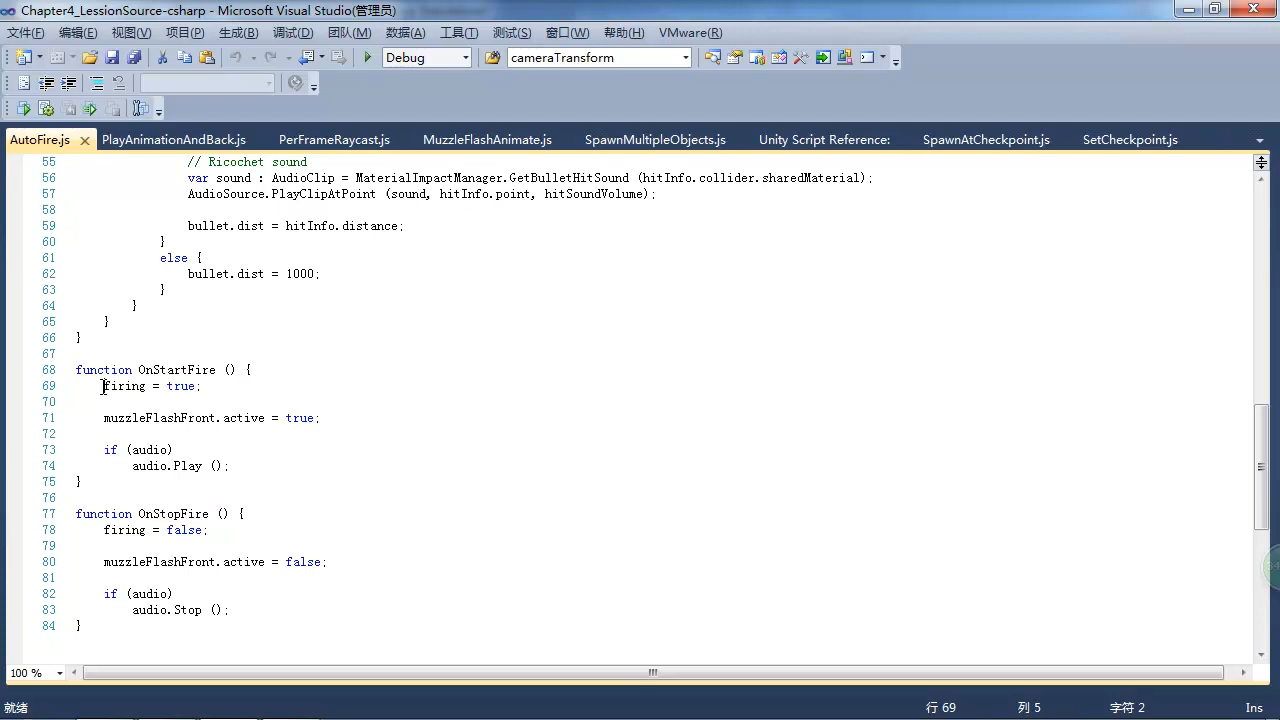 Chapter4_LessionSource-csharp - Microsoft Visual Studio(管理员)
文件(F) 编辑(E) 视图(V) 项目(P) 生成(B) 调试(D) 团队(M) 数据(A) 工具(T) 测试(S) 窗口(W) 帮助(H) VMware(R)
Debug cameraTransform
AutoFire.js PlayAnimationAndBack.js PerFrameRaycast.js MuzzleFlashAnimate.js SpawnMultipleObjects.js Unity Script Reference: SpawnAtCheckpoint.js SetCheckpoint.js
55 // Ricochet sound
56 var sound : AudioClip = MaterialImpactManager.GetBulletHitSound (hitInfo.collider.sharedMaterial);
57 AudioSource.PlayClipAtPoint (sound, hitInfo.point, hitSoundVolume);
58
59 bullet.dist = hitInfo.distance;
60 }
61 else {
62 bullet.dist = 1000;
63 }
64 }
65 }
66 }
67
68 function OnStartFire () {
69 firing = true;
70
71 muzzleFlashFront.active = true;
72
73 if (audio)
74 audio.Play ();
75 }
76
77 function OnStopFire () {
78 firing = false;
79
80 muzzleFlashFront.active = false;
81
82 if (audio)
83 audio.Stop ();
84 }
100 %
就绪 行 69 列 5 字符 2 Ins